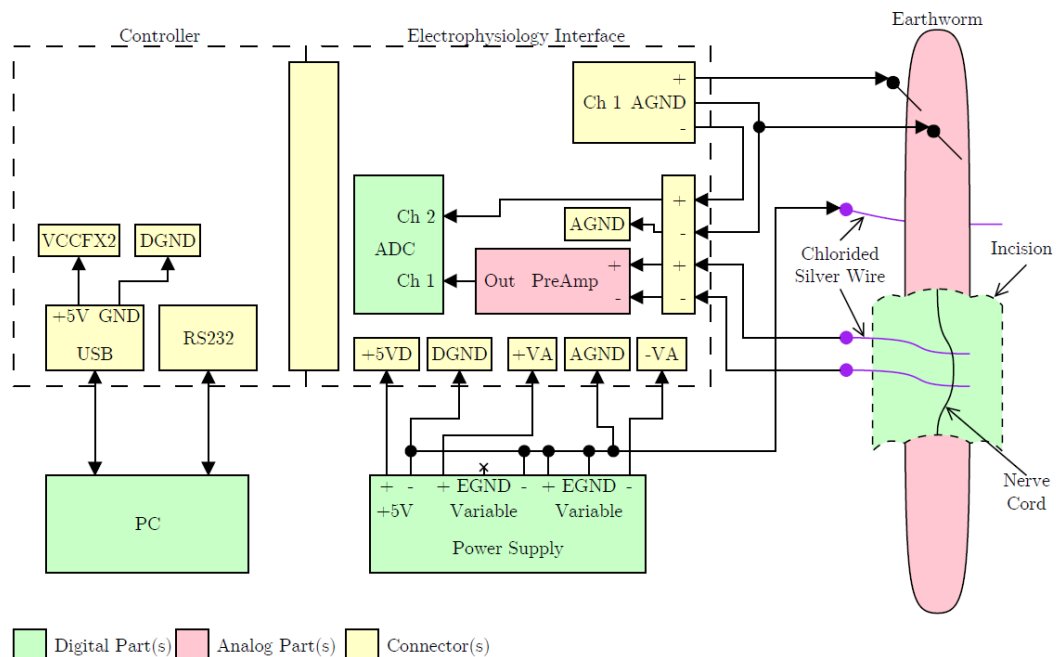 Controller
Electrophysiology Interface
Earthworm
+
Ch 1 AGND
-
+
Ch 2
AGND
-
ADC
VCCFX2
DGND
Chlorided
Silver Wire
Incision
+
Out PreAmp
+
Ch 1
-
-
+5V GND
USB
RS232
+5VD
DGND
+VA
AGND
-VA
+ - + EGND - + EGND -
+5V Variable Variable
Power Supply
PC
Nerve
Cord
Digital Part(s)
Analog Part(s)
Connector(s)